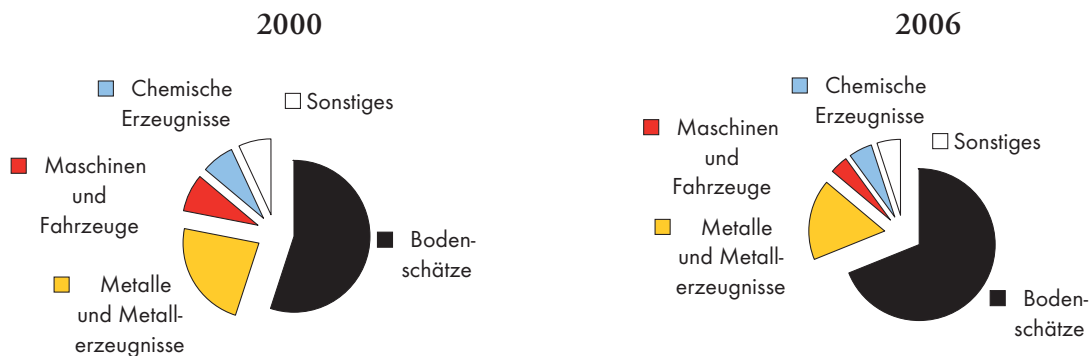 2000
Chemische
Erzeugnisse
Sonstiges
Maschinen
und
Fahrzeuge
Boden-
schätze
Metalle
und Metall-
erzeugnisse
2006
Chemische
Erzeugnisse
Maschinen
und
Fahrzeuge
Sonstiges
Metalle
und Metall-
erzeugnisse
Boden-
schätze